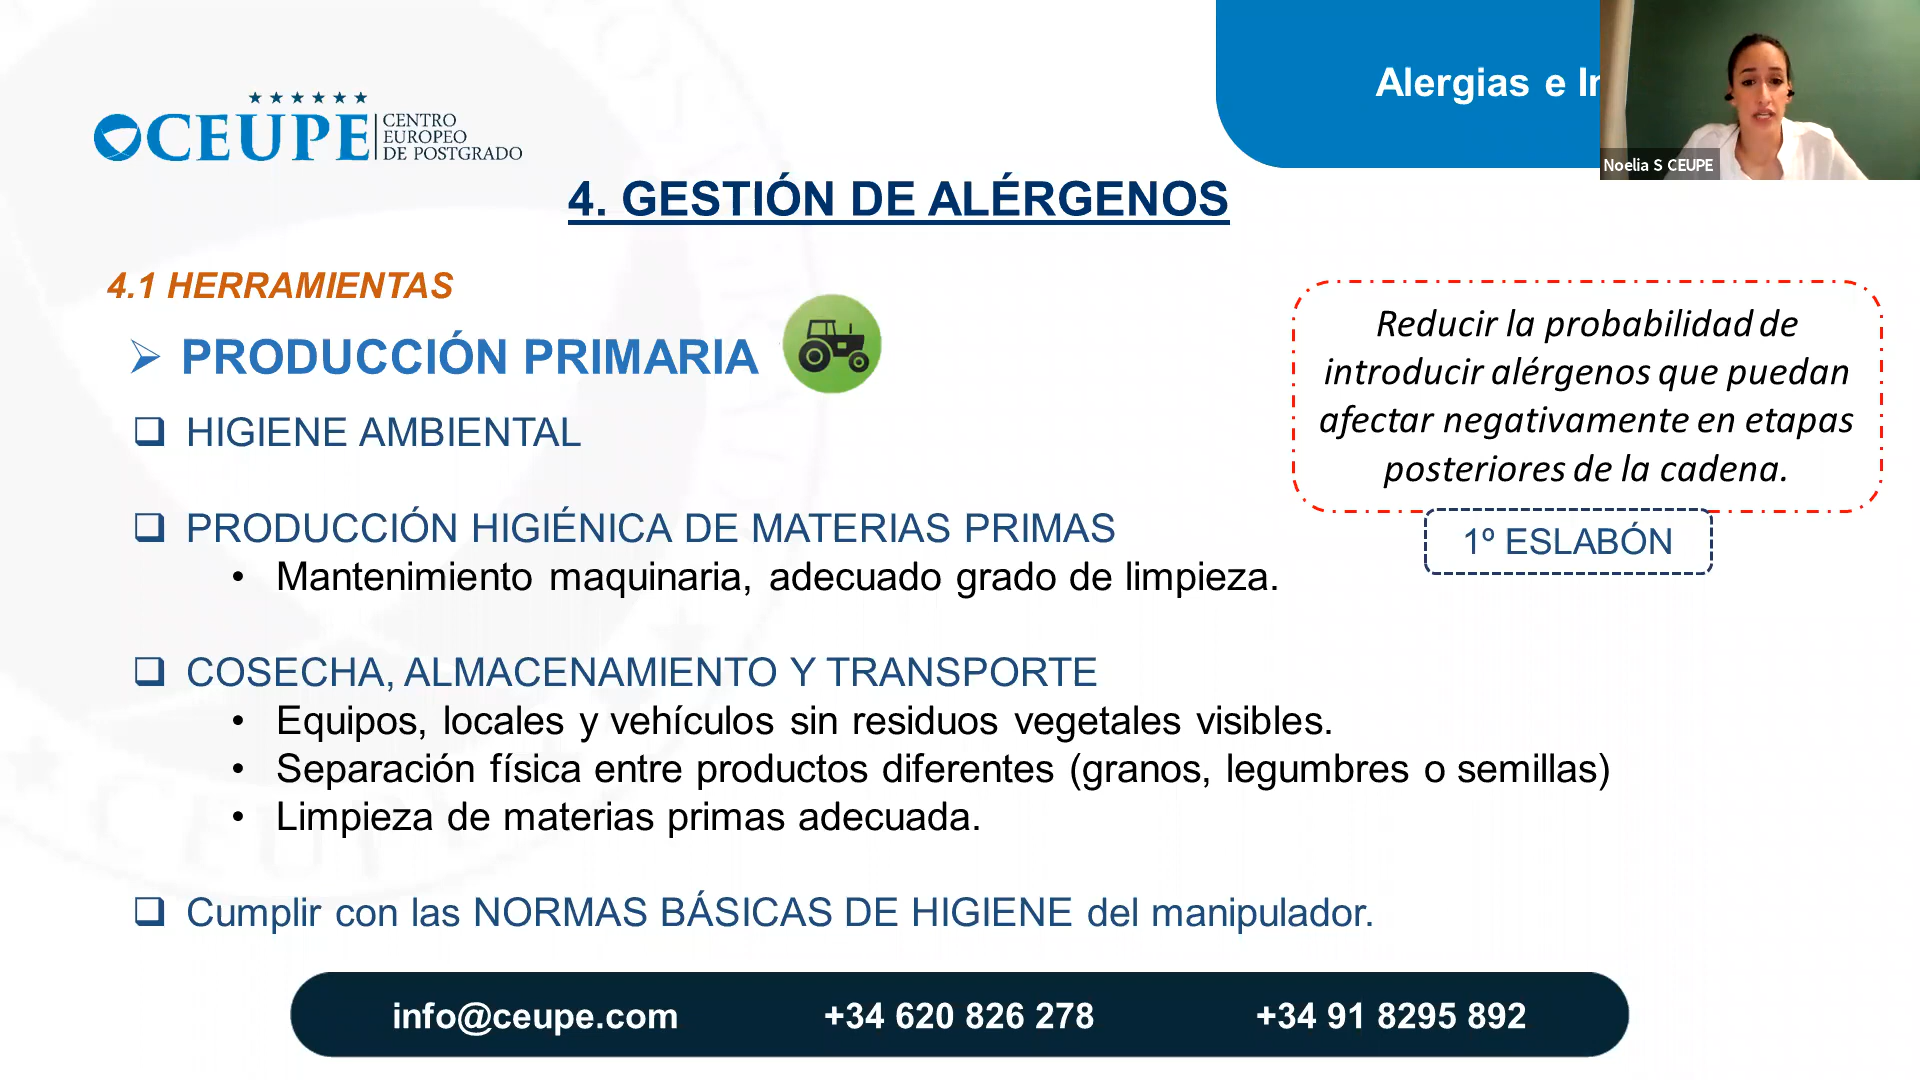 Alergias e In
Noelia S CEUPE
CEUPE
CENTRO
EUROPEO
DE POSTGRADO
4. GESTIÓN DE ALÉRGENOS
4.1 HERRAMIENTAS
PRODUCCIÓN PRIMARIA
HIGIENE AMBIENTAL
Reducir la probabilidad de
introducir alérgenos que puedan
afectar negativamente en etapas
posteriores de la cadena.
1º ESLABÓN
PRODUCCIÓN HIGIÉNICA DE MATERIAS PRIMAS
• Mantenimiento maquinaria, adecuado grado de limpieza.
COSECHA, ALMACENAMIENTO Y TRANSPORTE
• Equipos, locales y vehículos sin residuos vegetales visibles.
• Separación física entre productos diferentes (granos, legumbres o semillas)
• Limpieza de materias primas adecuada.
Cumplir con las NORMAS BÁSICAS DE HIGIENE del manipulador.
info@ceupe.com +34 620 826 278 +34 91 8295 892